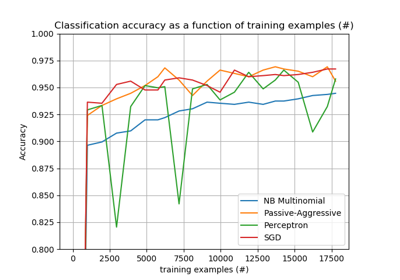 Classification accuracy as a function of training examples (#)
1.000
0.975
0.950
0.925
0.900
0.875
0.850
0.825
0.800
Accuracy
NB Multinomial
Passive-Aggressive
Perceptron
SGD
0 2500 5000 7500 10000 12500 15000 17500
training examples (#)